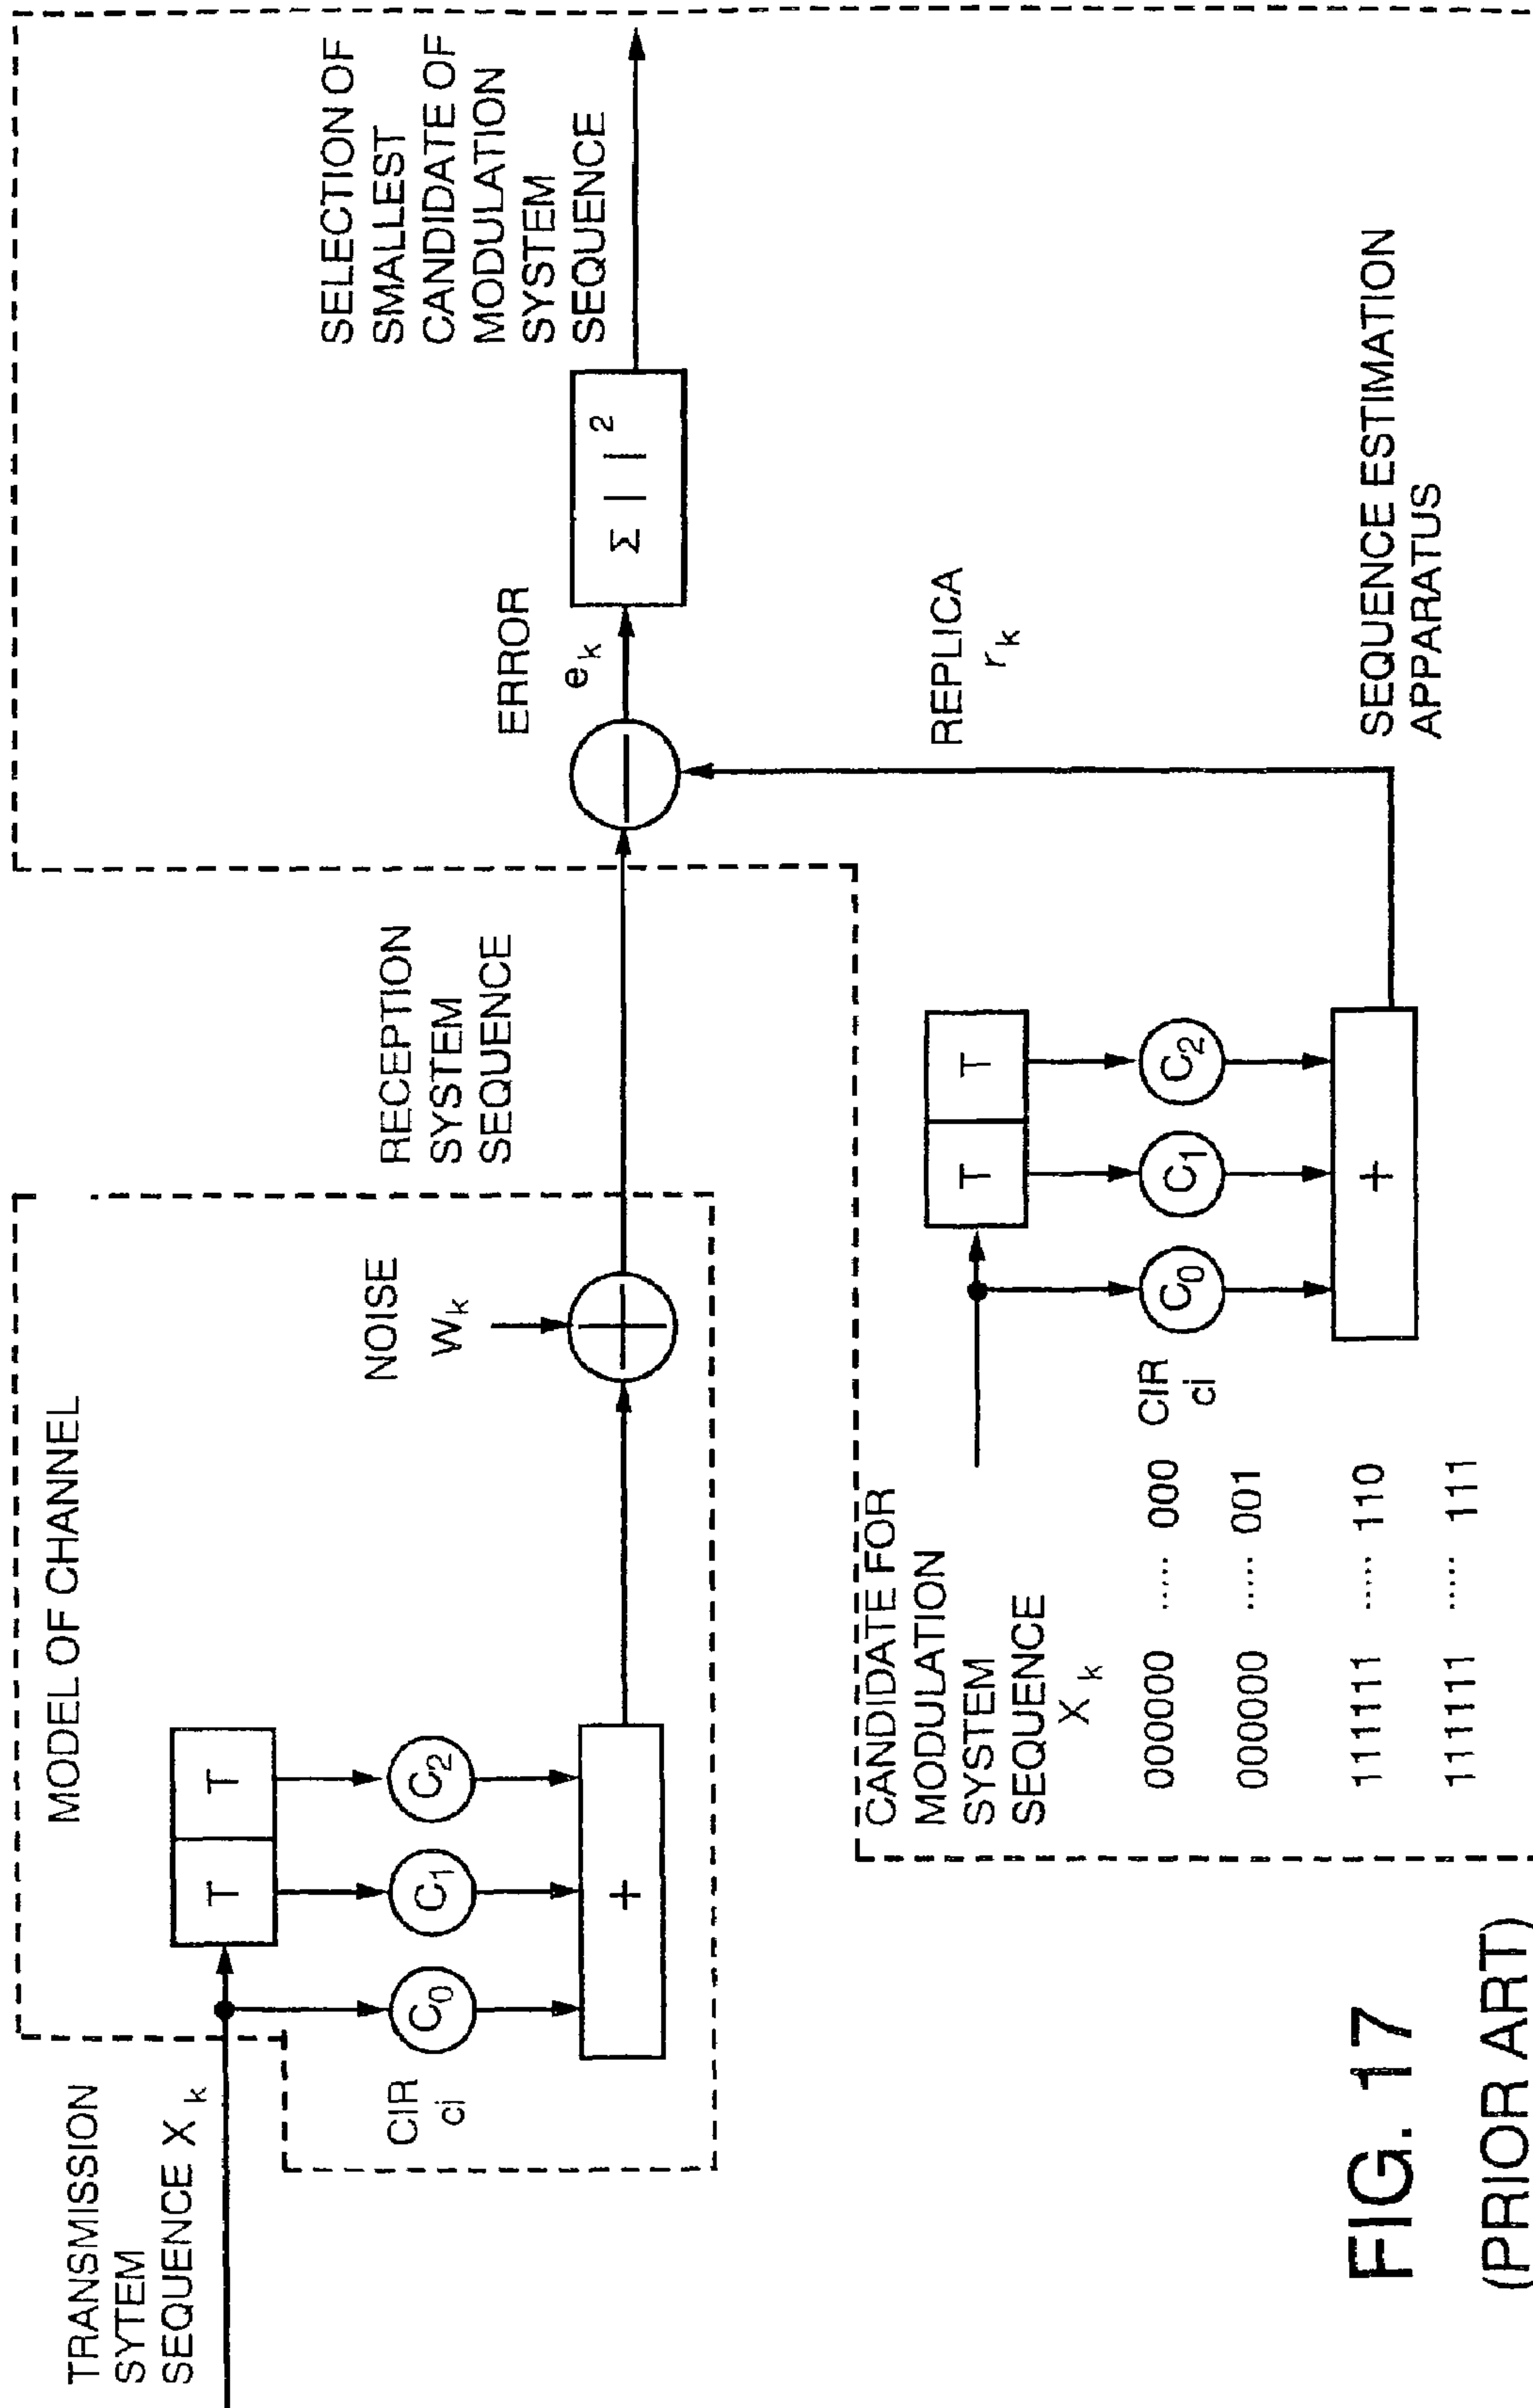 TRANSMISSION
SYTEM
SEQUENCE X k
MODEL OF CHANNEL
T T
CIR
ci
C0 C1 C2
+
NOISE
Wk
RECEPTION
SYSTEM
SEQUENCE
ERROR
ek
Σ | | 2
SELECTION OF
SMALLEST
CANDIDATE OF
MODULATION
SYSTEM
SEQUENCE
CANDIDATE FOR
MODULATION
SYSTEM
SEQUENCE
X k
000000 ..... 000
000000 ..... 001
111111 ..... 110
111111 ..... 111
T T
CIR
ci
C0 C1 C2
+
REPLICA
rk
SEQUENCE ESTIMATION
APPARATUS
FIG. 17
(PRIOR ART)